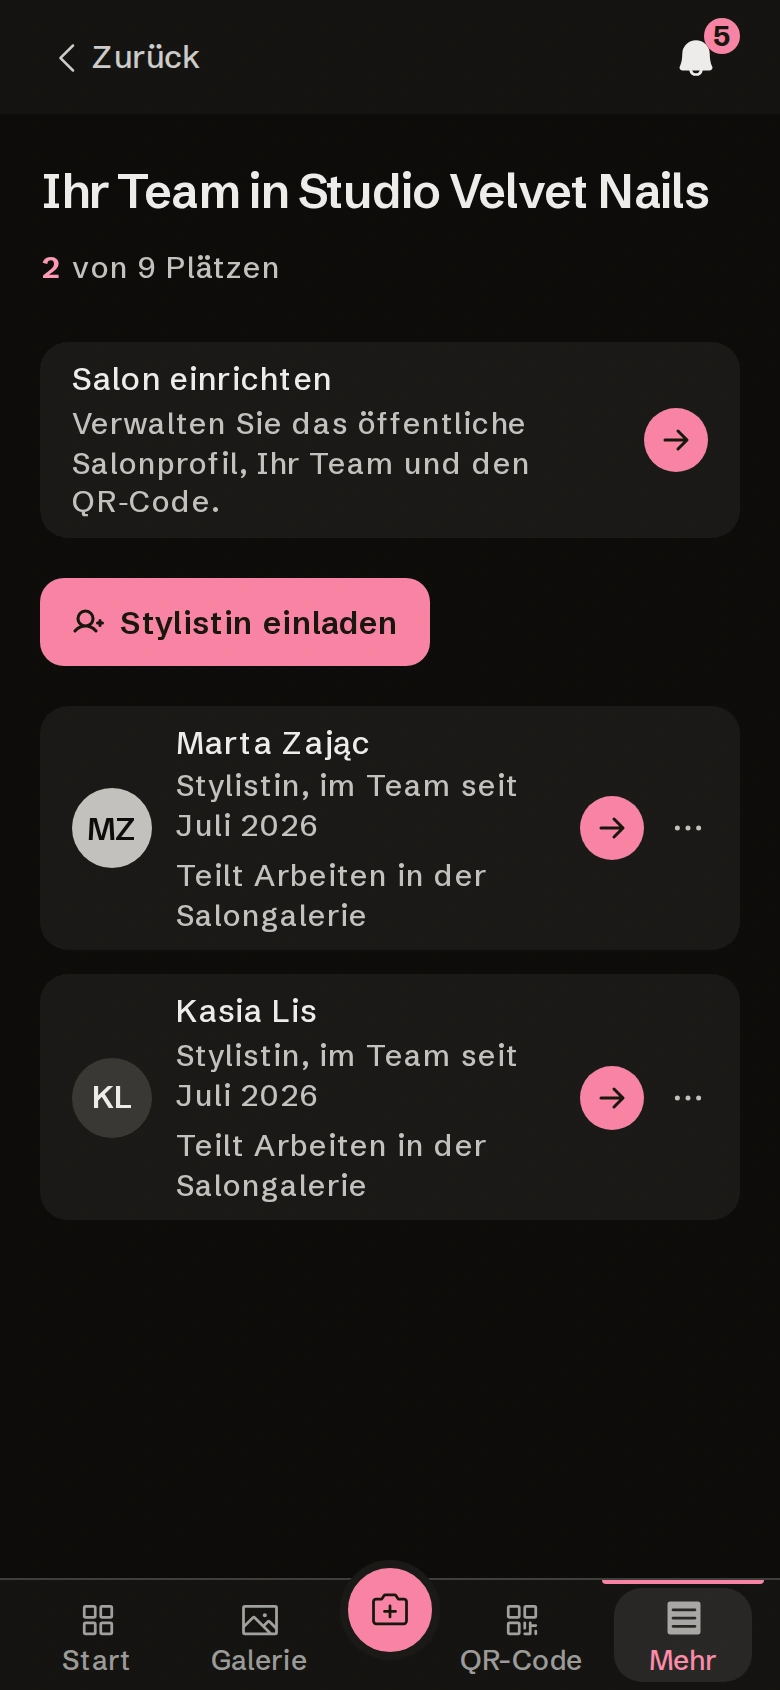 Zurück
5
Ihr Team in Studio Velvet Nails
2 von 9 Plätzen
Salon einrichten
Verwalten Sie das öffentliche
Salonprofil, Ihr Team und den
QR-Code.
Stylistin einladen
Marta Zając
Stylistin, im Team seit
Juli 2026
MZ
Teilt Arbeiten in der
Salongalerie
Kasia Lis
Stylistin, im Team seit
Juli 2026
KL
Teilt Arbeiten in der
Salongalerie
Start
Galerie
QR-Code
Mehr